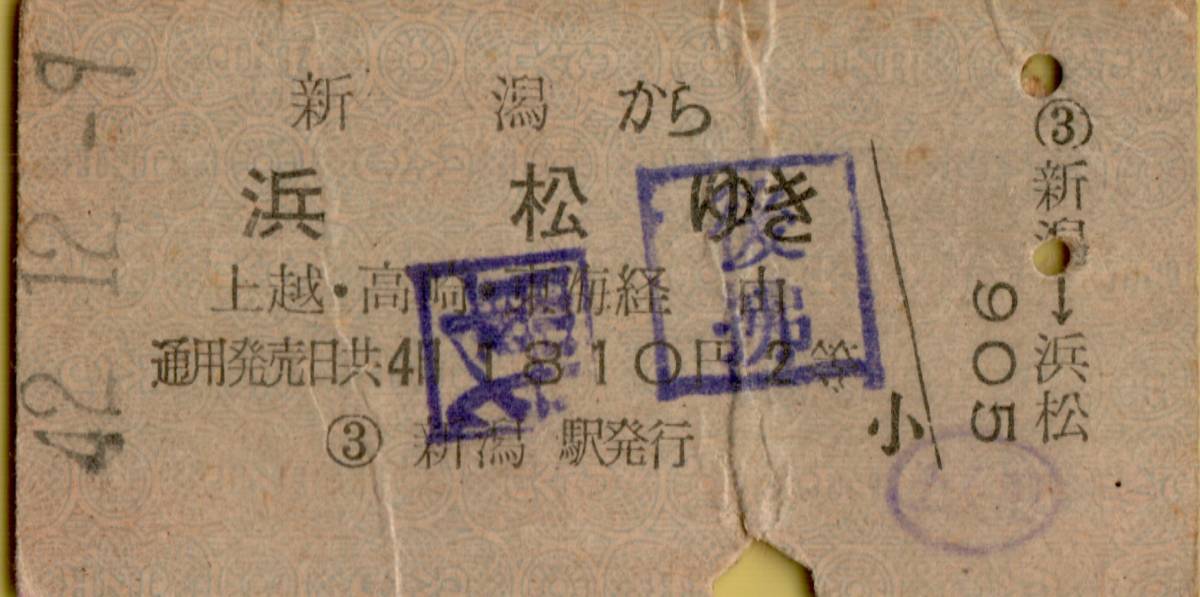 42-12-9
新潟から
浜松ゆき
上越・高崎・東海経由
通用発売日共4日 1810円 2等
③ 新潟 駅発行
小
③ 新潟→浜松
905